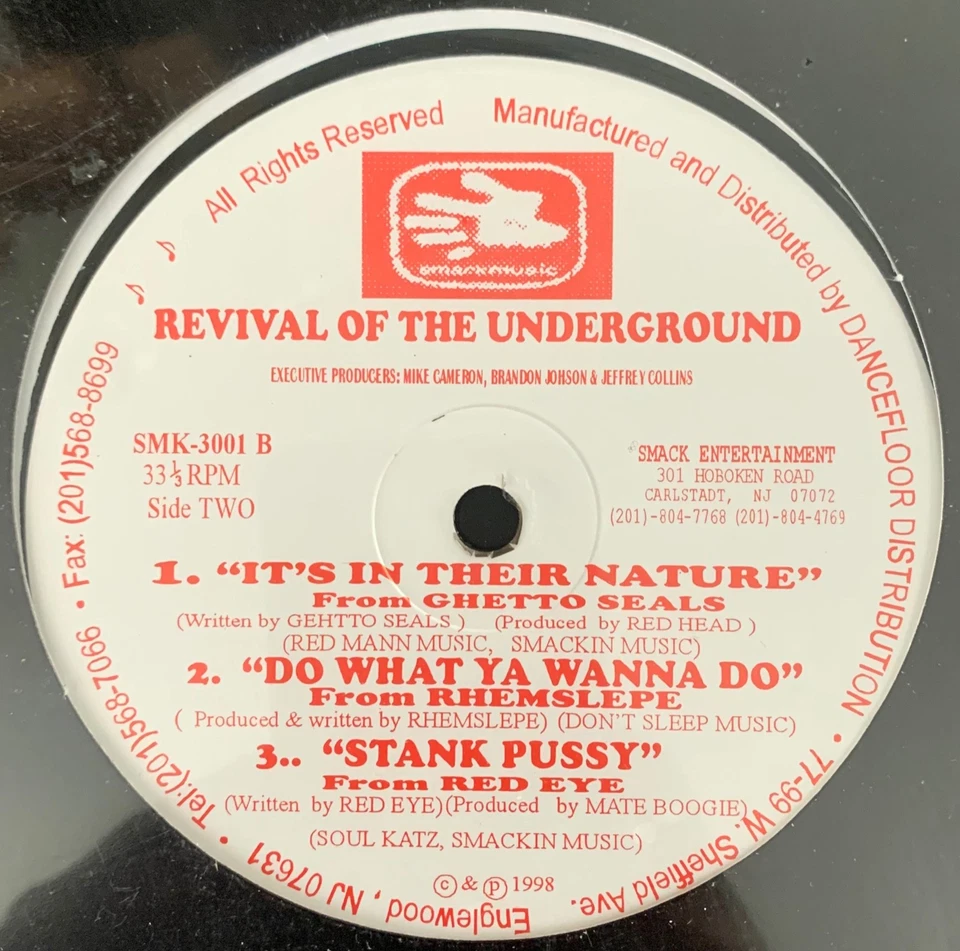 All Rights Reserved
Manufactured and Distributed by DANCEFLOOR DISTRIBUTION • 77-99 W. Sheffield Ave. Englewood, NJ 07631 • Tel:(201)568-7066 • Fax: (201)568-8699
smackmusic
REVIVAL OF THE UNDERGROUND
EXECUTIVE PRODUCERS: MIKE CAMERON, BRANDON JOHSON & JEFFREY COLLINS
SMK-3001 B
33 ⅓ RPM
Side TWO
SMACK ENTERTAINMENT
301 HOBOKEN ROAD
CARLSTADT, NJ 07072
(201)-804-7768 (201)-804-4769
1. “IT’S IN THEIR NATURE”
From GHETTO SEALS
(Written by GEHTTO SEALS ) (Produced by RED HEAD )
(RED MANN MUSIC, SMACKIN MUSIC)
2. “DO WHAT YA WANNA DO”
From RHEMSLEPE
( Produced & written by RHEMSLEPE) (DON’T SLEEP MUSIC)
3.. “STANK PUSSY”
From RED EYE
(Written by RED EYE)(Produced by MATE BOOGIE)
(SOUL KATZ, SMACKIN MUSIC)
© & ℗ 1998